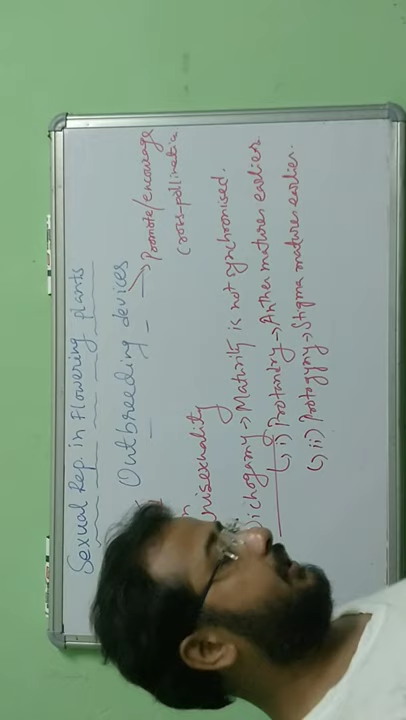 Sexual Rep. in Flowering plants
Outbreeding devices
Promote/encourage
Cross-pollination
nisexuality
ichogamy → Maturity is not synchronised.
i) Protandry → Anther matures earlier
ii) Protogyny → Stigma matures earlier.